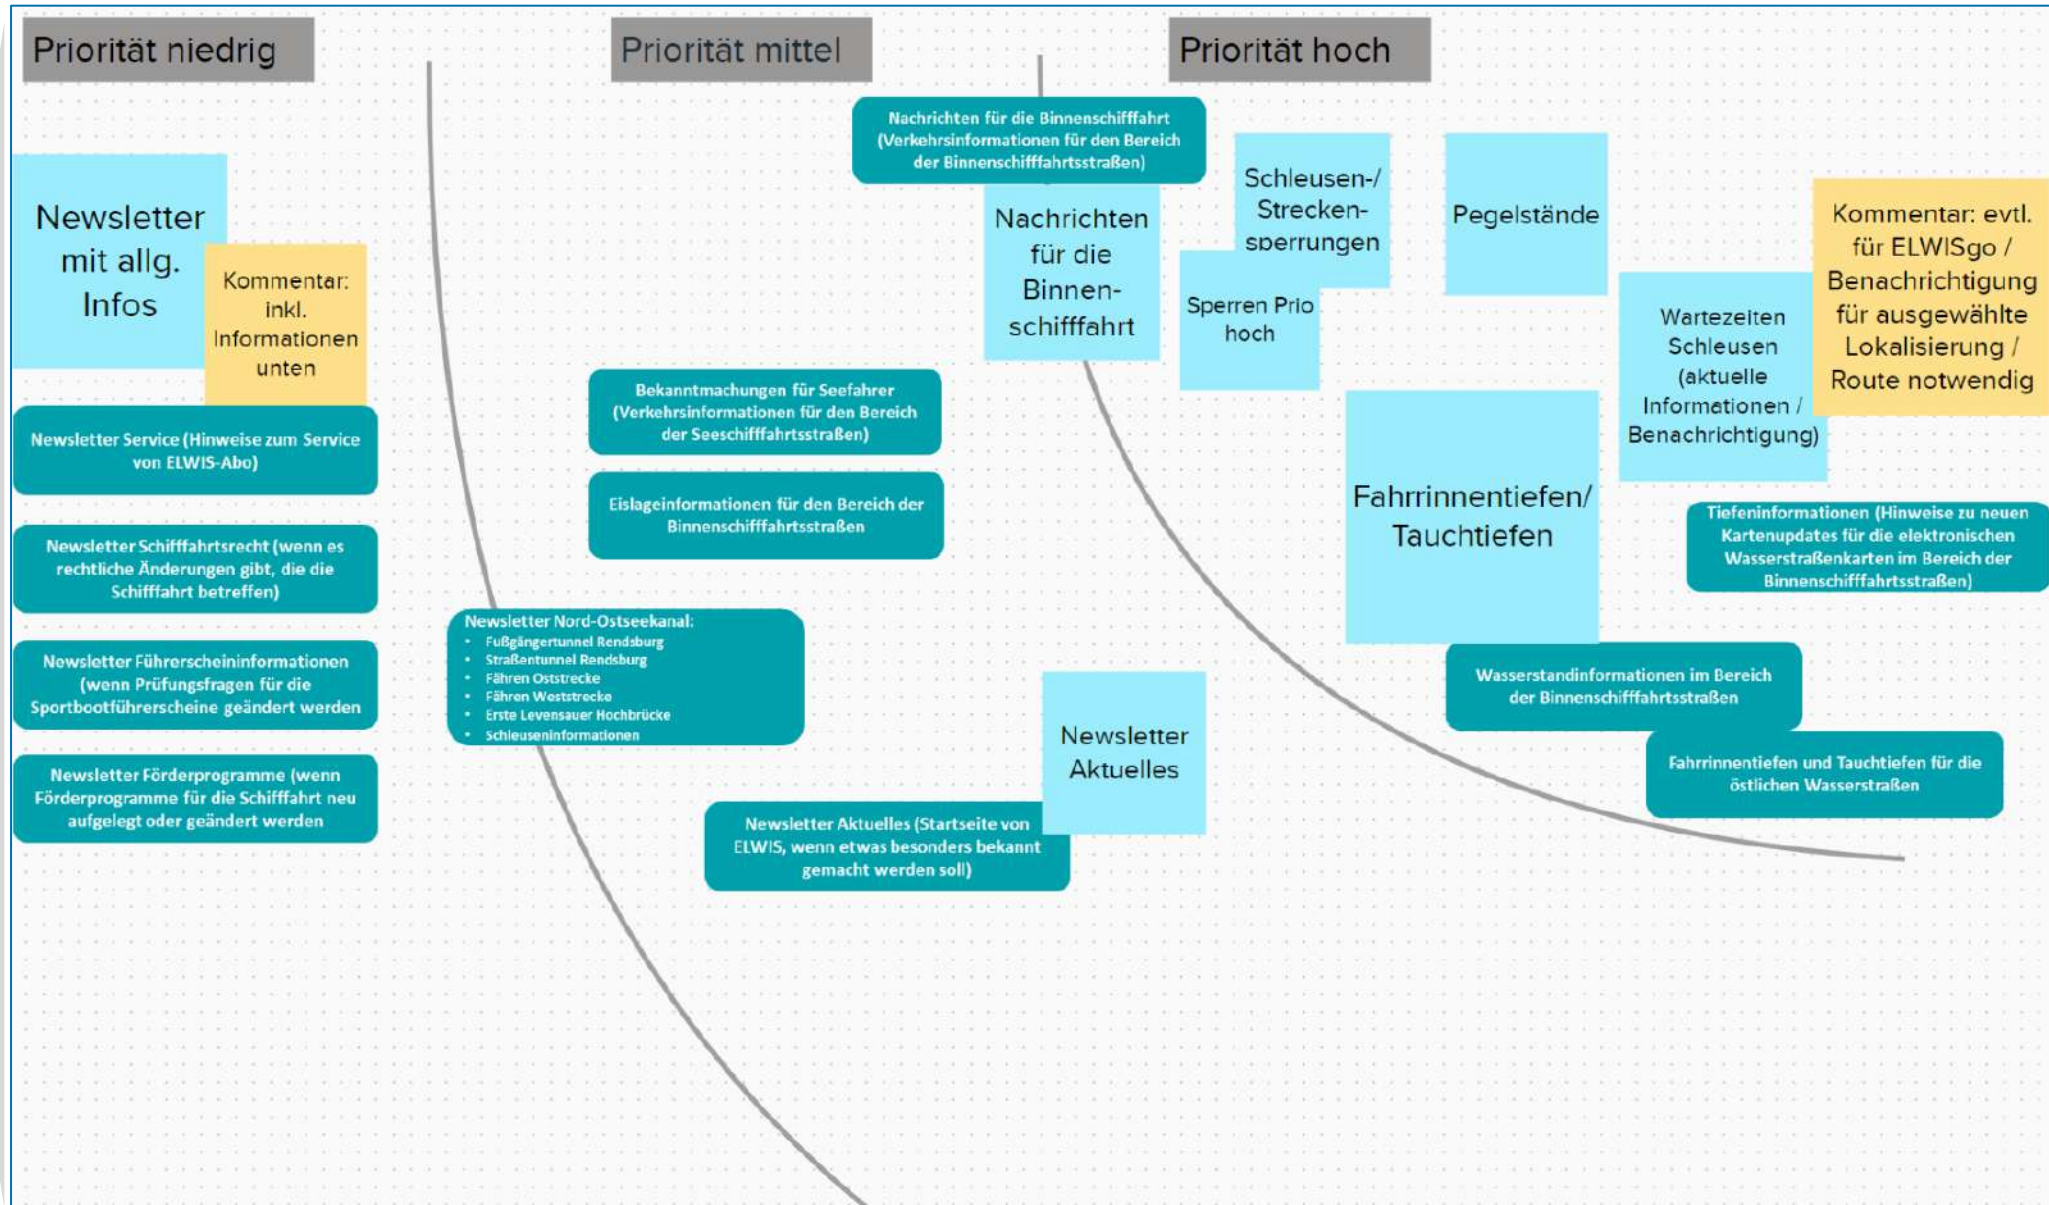 Priorität niedrig
Priorität mittel
Priorität hoch
Newsletter
mit allg.
Infos
Kommentar:
inkl.
Informationen
unten
Newsletter Service (Hinweise zum Service
von ELWIS-Abo)
Newsletter Schifffahrtsrecht (wenn es
rechtliche Änderungen gibt, die die
Schifffahrt betreffen)
Newsletter Führerscheininformationen
(wenn Prüfungsfragen für die
Sportbootführerscheine geändert werden
Newsletter Förderprogramme (wenn
Förderprogramme für die Schifffahrt neu
aufgelegt oder geändert werden
Nachrichten für die Binnenschifffahrt
(Verkehrsinformationen für den Bereich
der Binnenschifffahrtsstraßen)
Nachrichten
für die
Binnen-
schifffahrt
Bekanntmachungen für Seefahrer
(Verkehrsinformationen für den Bereich
der Seeschifffahrtsstraßen)
Eislageinformationen für den Bereich der
Binnenschifffahrtsstraßen
Newsletter Nord-Ostseekanal:
• Fußgängertunnel Rendsburg
• Straßentunnel Rendsburg
• Fähren Oststrecke
• Fähren Weststrecke
• Erste Levensauer Hochbrücke
• Schleuseninformationen
Newsletter
Aktuelles
Newsletter Aktuelles (Startseite von
ELWIS, wenn etwas besonders bekannt
gemacht werden soll)
Schleusen-/
Strecken-
sperrungen
Sperren Prio
hoch
Pegelstände
Wartezeiten
Schleusen
(aktuelle
Informationen /
Benachrichtigung)
Kommentar: evtl.
für ELWISgo /
Benachrichtigung
für ausgewählte
Lokalisierung /
Route notwendig
Fahrrinnentiefen/
Tauchtiefen
Tiefeninformationen (Hinweise zu neuen
Kartenupdates für die elektronischen
Wasserstraßenkarten im Bereich der
Binnenschifffahrtsstraßen)
Wasserstandinformationen im Bereich
der Binnenschifffahrtsstraßen
Fahrrinnentiefen und Tauchtiefen für die
östlichen Wasserstraßen